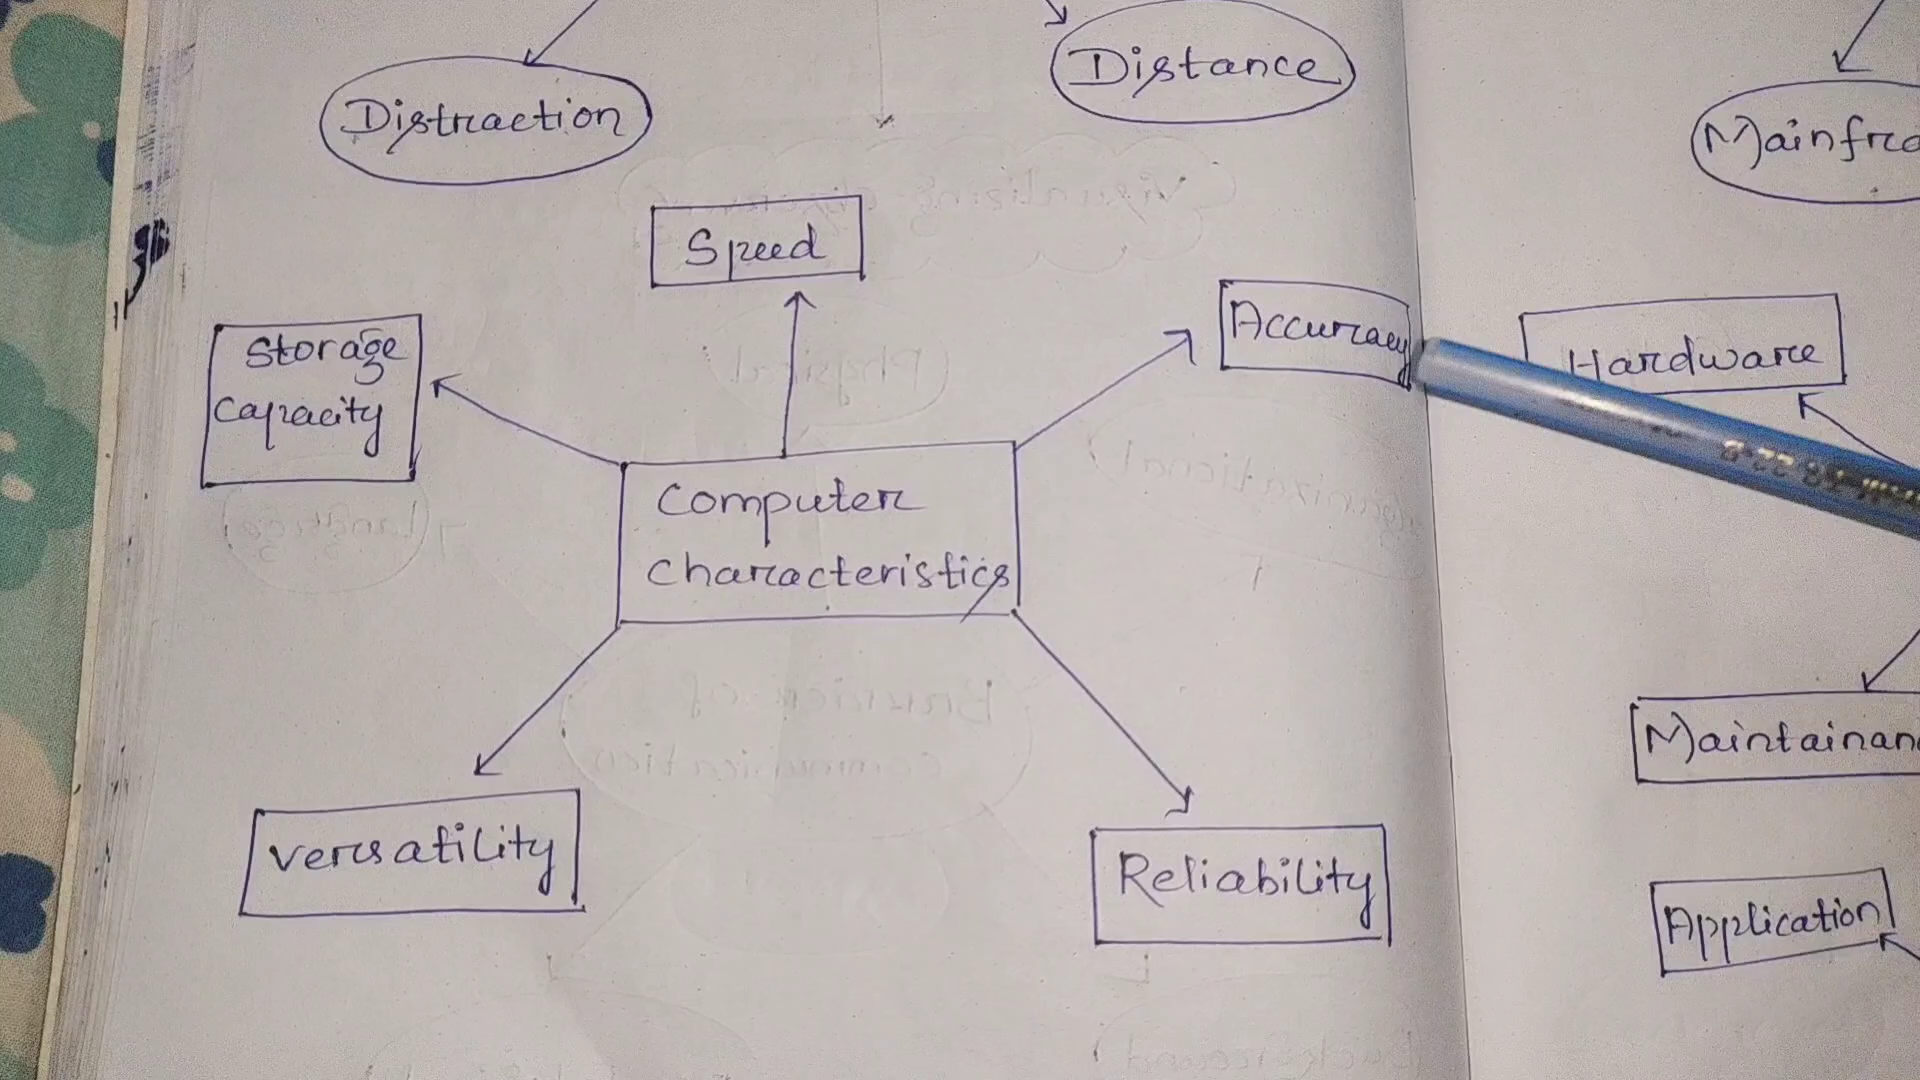 Distraction
Distance
Speed
Accuracy
Storage
capacity
Computer
characteristics
versatility
Reliability
Hardware
Application